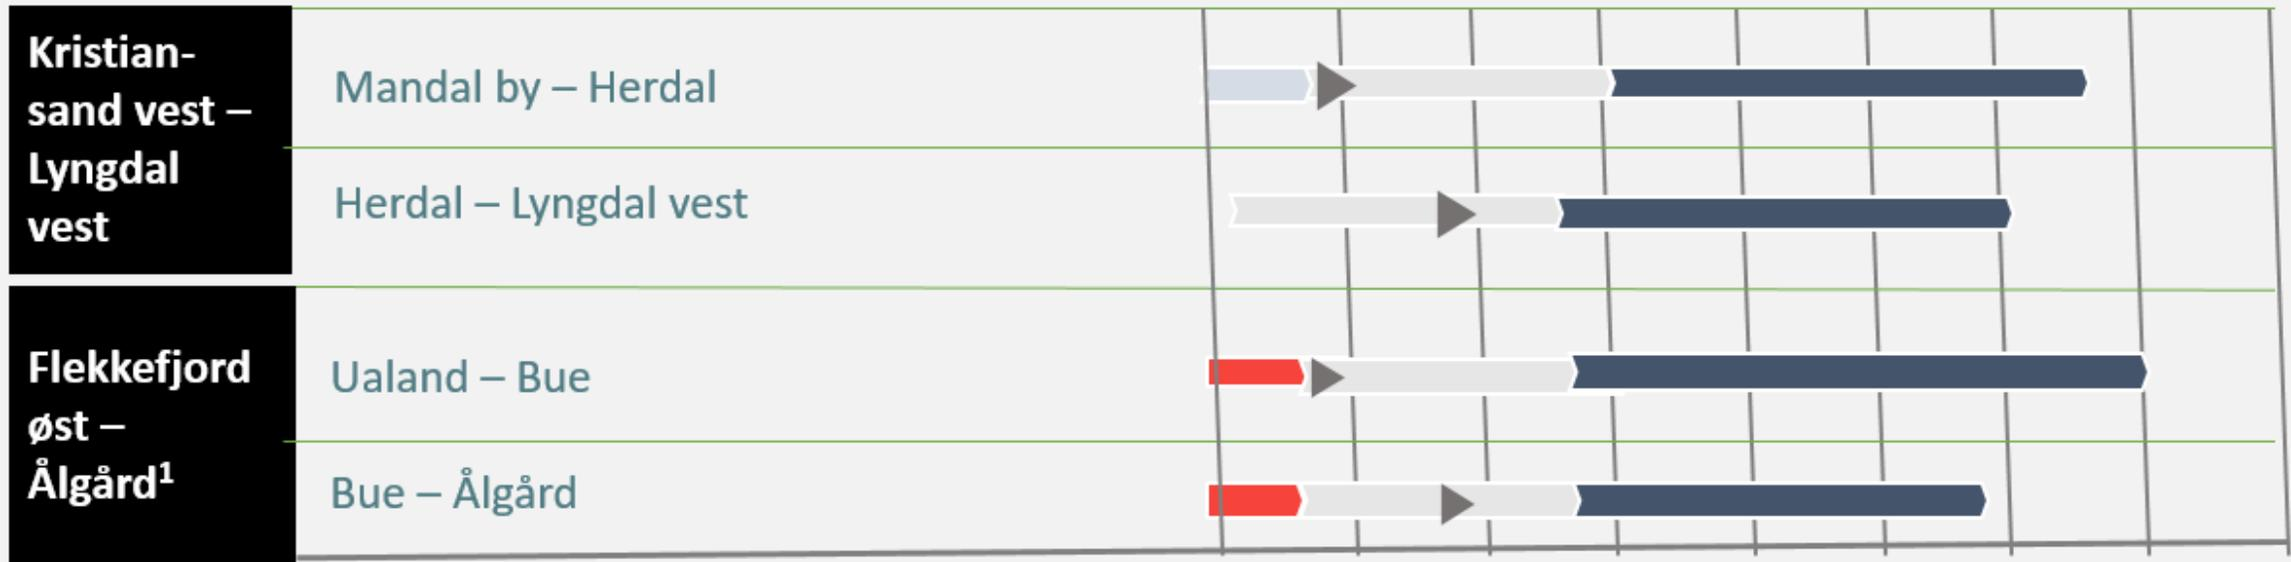 Kristian-
sand vest –
Lyngdal
vest
Mandal by – Herdal
Herdal – Lyngdal vest
Flekkefjord
øst –
Ålgård¹
Ualand – Bue
Bue – Ålgård